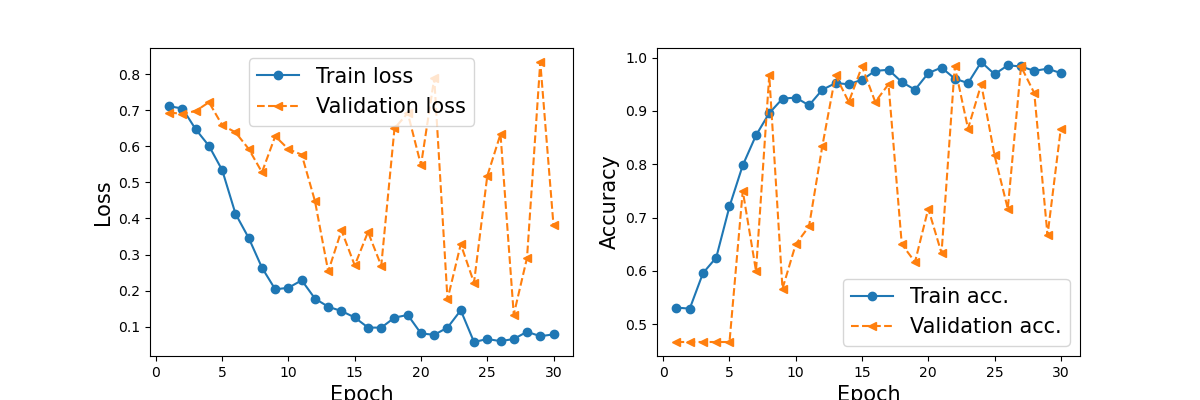 Train loss
Validation loss
0.8
0.7
0.6
0.5
0.4
0.3
0.2
0.1
Loss
0 5 10 15 20 25 30
Epoch
1.0
0.9
0.8
0.7
0.6
0.5
Accuracy
Train acc.
Validation acc.
0 5 10 15 20 25 30
Epoch